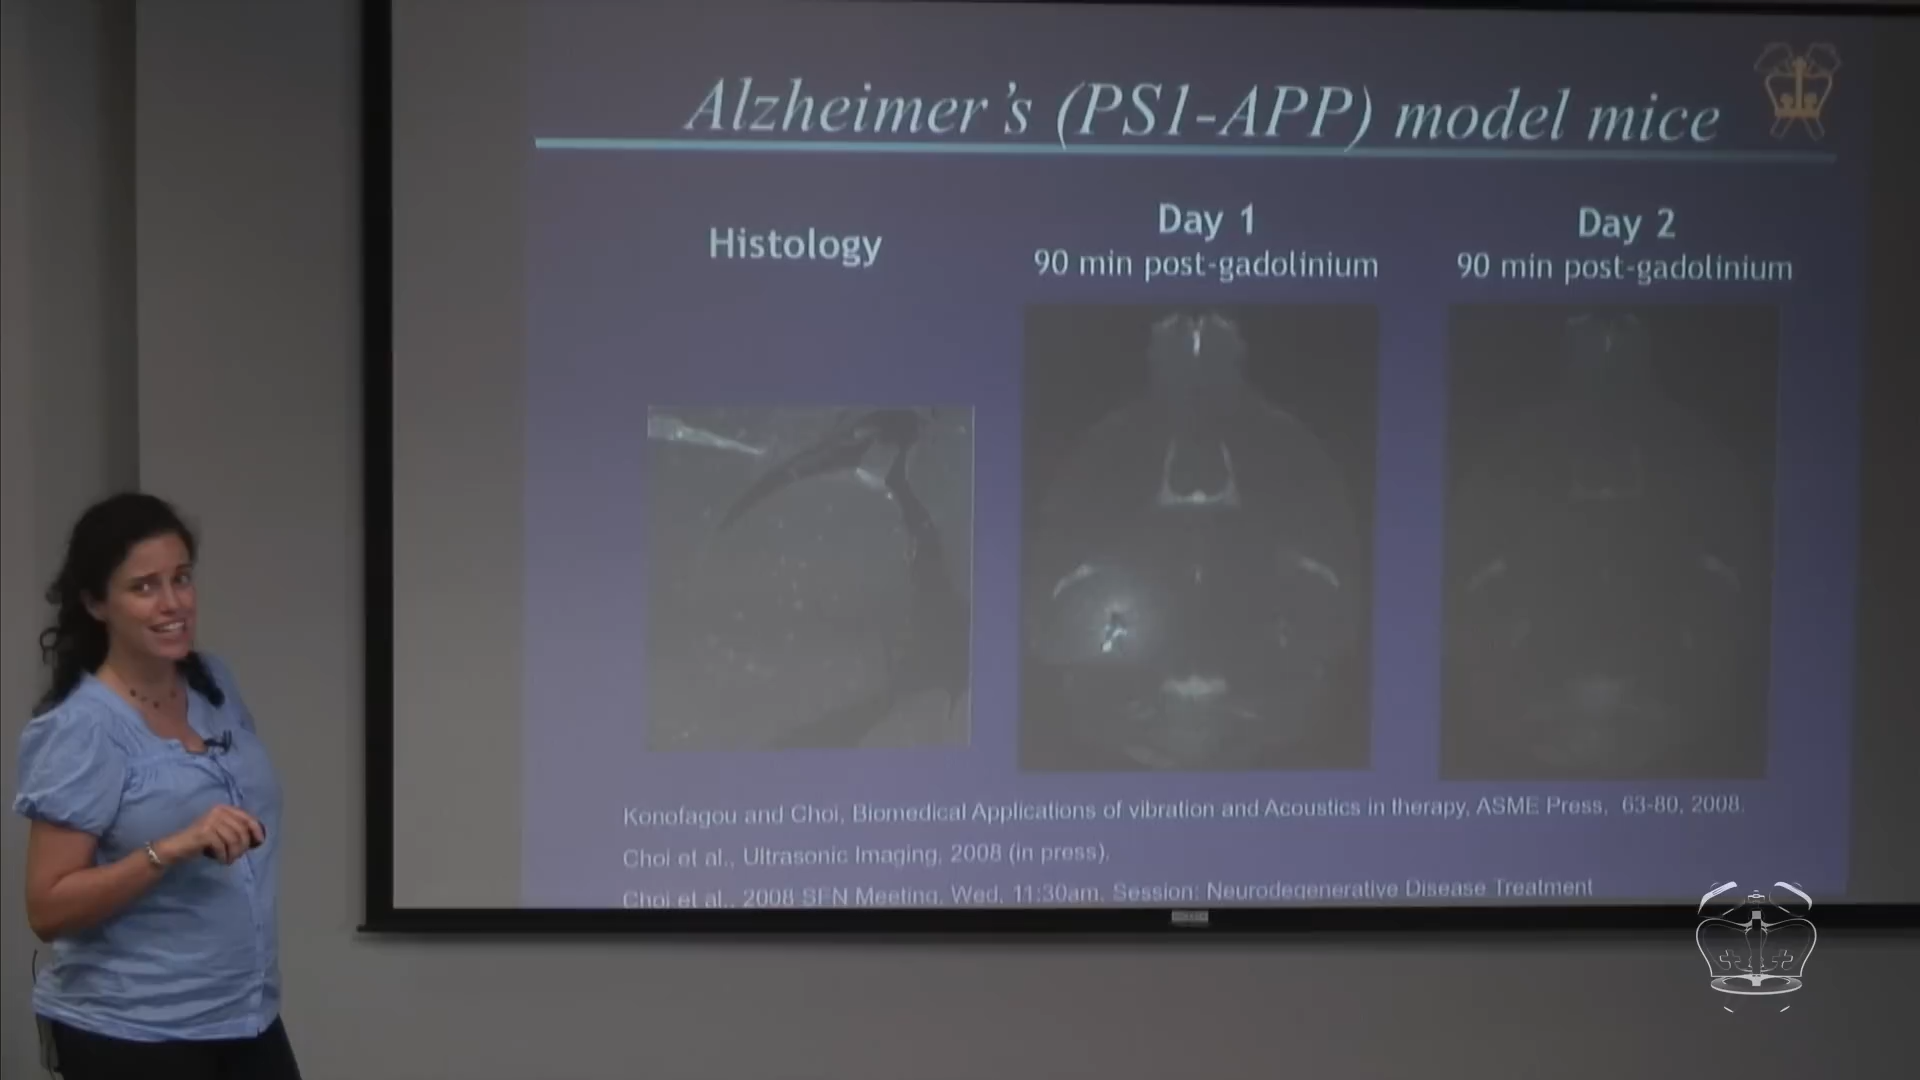 Alzheimer's (PS1-APP) model mice
Histology
Day 1
90 min post-gadolinium
Day 2
90 min post-gadolinium
Konofagou and Choi, Biomedical Applications of vibration and Acoustics in therapy, ASME Press, 63-80, 2008.
Choi et al., Ultrasonic Imaging, 2008 (in press).
Choi et al., 2008 SFN Meeting, Wed, 11:30am. Session: Neurodegenerative Disease Treatment